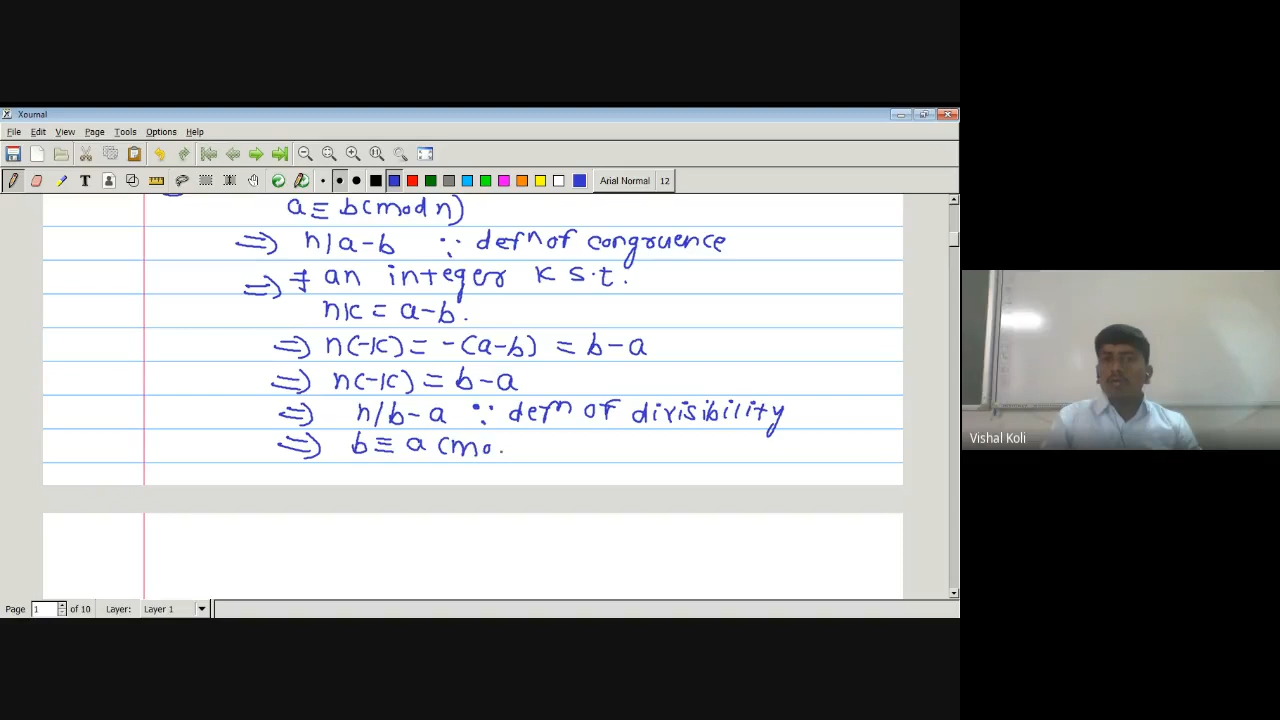 Xournal
File Edit View Page Tools Options Help
Arial Normal 12
a ≡ b (mod n)
⇒ n/a-b ∵ defn of congruence
⇒ ∃ an integer K s.t.
nK = a-b.
⇒ n(-K) = -(a-b) = b-a
⇒ n(-K) = b-a
⇒ n/b-a ∵ defn of divisibility
⇒ b ≡ a (mo.
Vishal Koli
Page 1 of 10 Layer: Layer 1